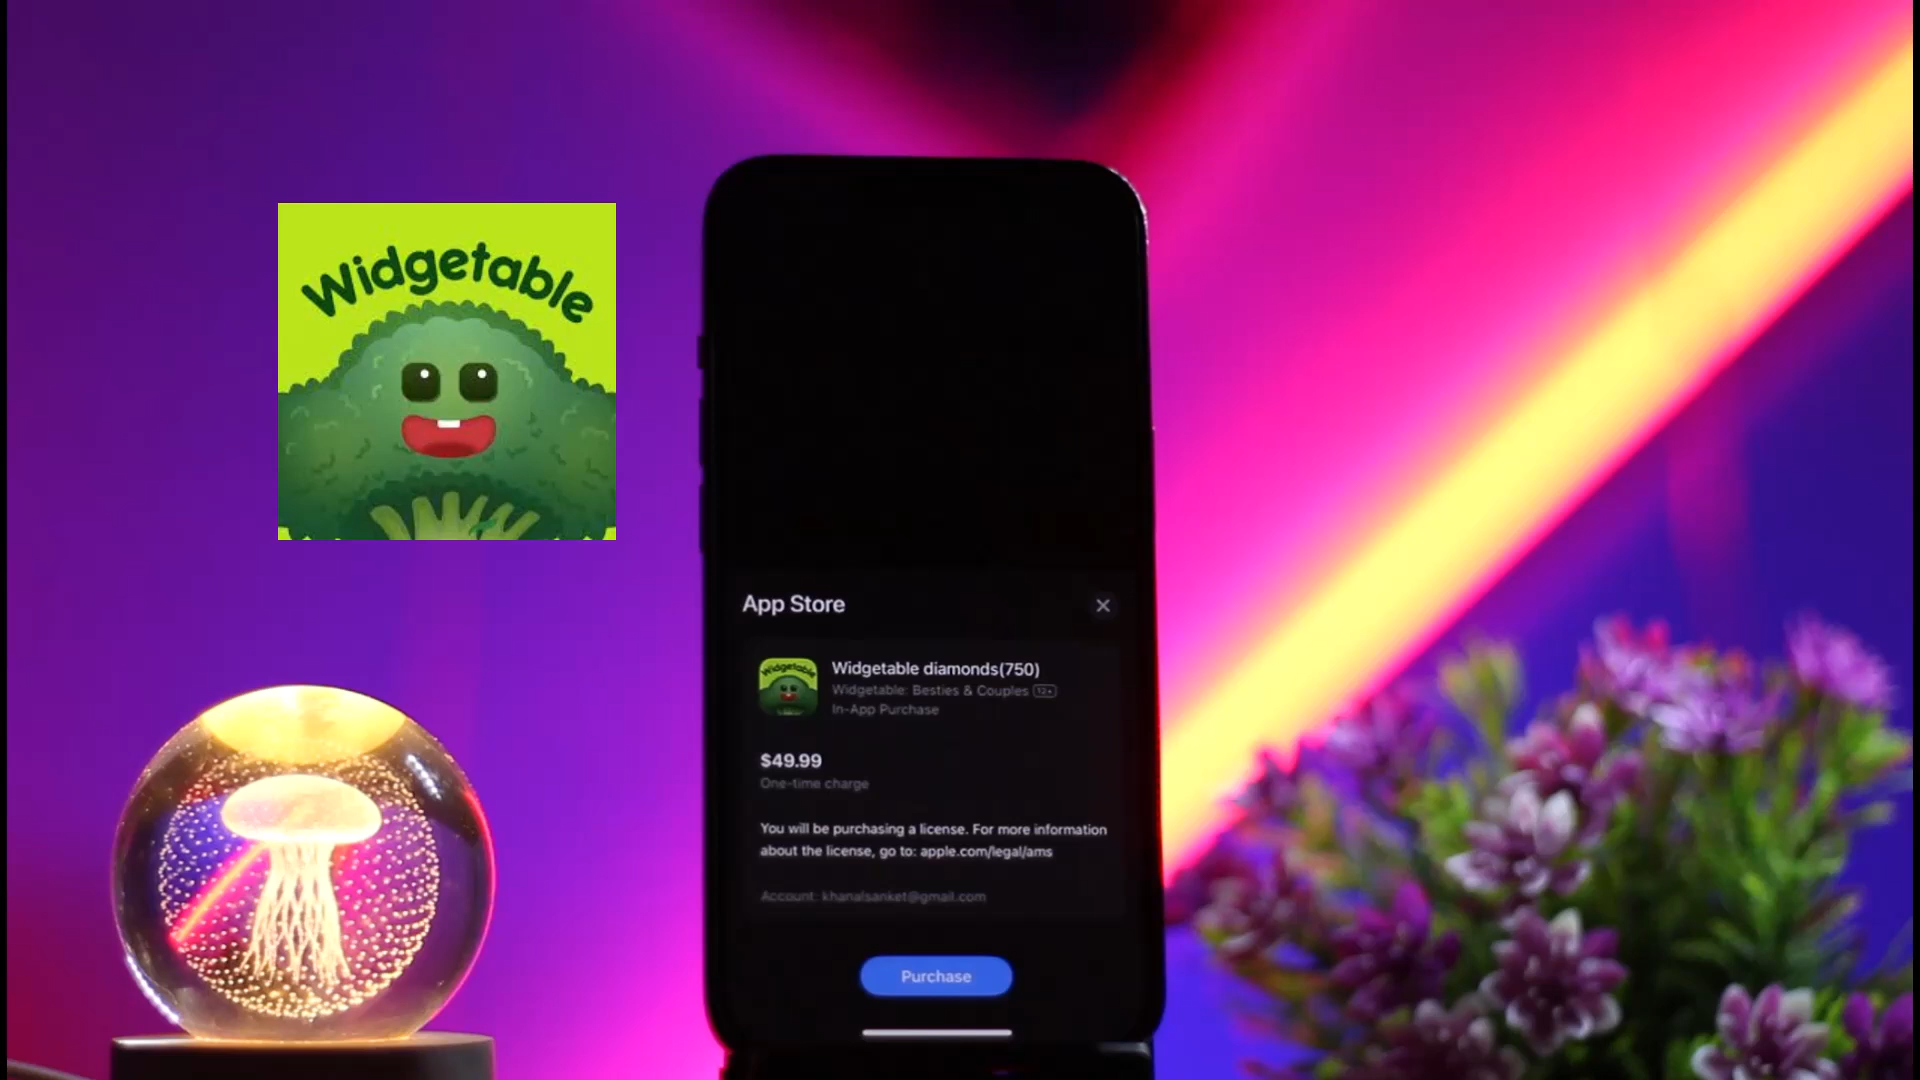 Widgetable
App Store
Widgetable
Widgetable diamonds(750)
Widgetable: Besties & Couples 12+
In-App Purchase
$49.99
One-time charge
You will be purchasing a license. For more information
about the license, go to: apple.com/legal/ams
Account: khanalsanket@gmail.com
Purchase